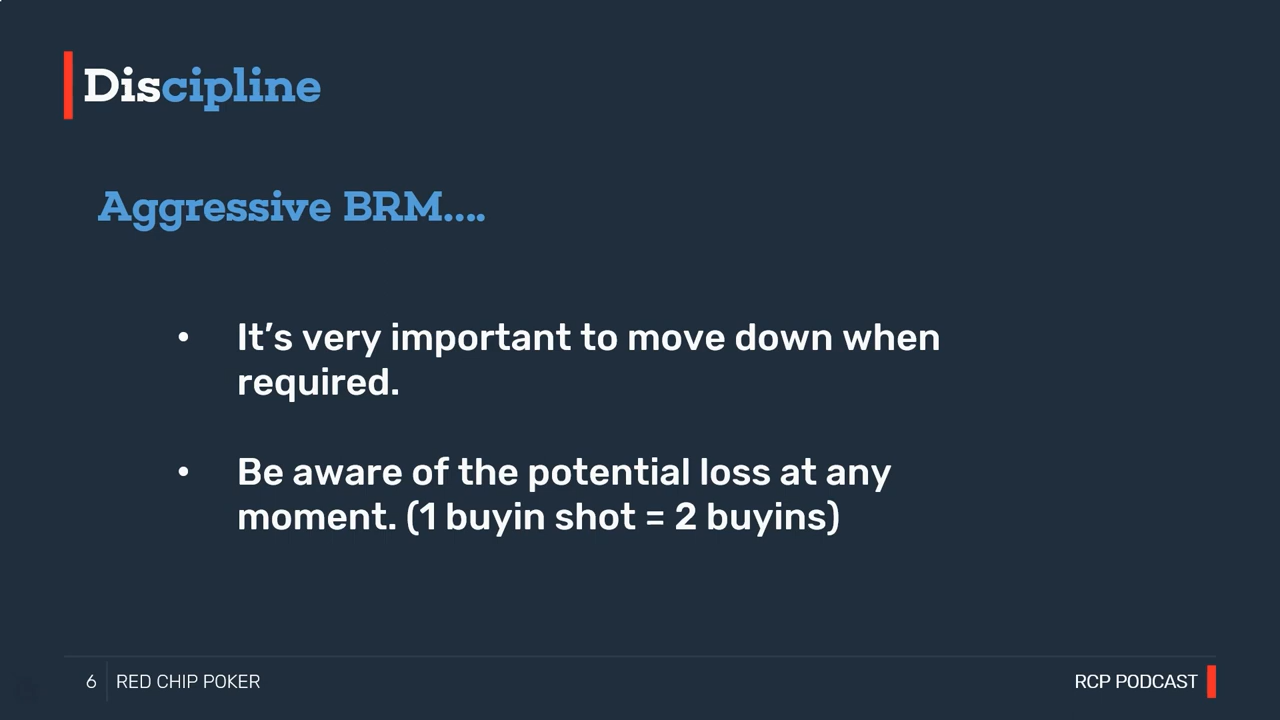 Discipline
Aggressive BRM....
• It’s very important to move down when
required.
• Be aware of the potential loss at any
moment. (1 buyin shot = 2 buyins)
6 RED CHIP POKER
RCP PODCAST